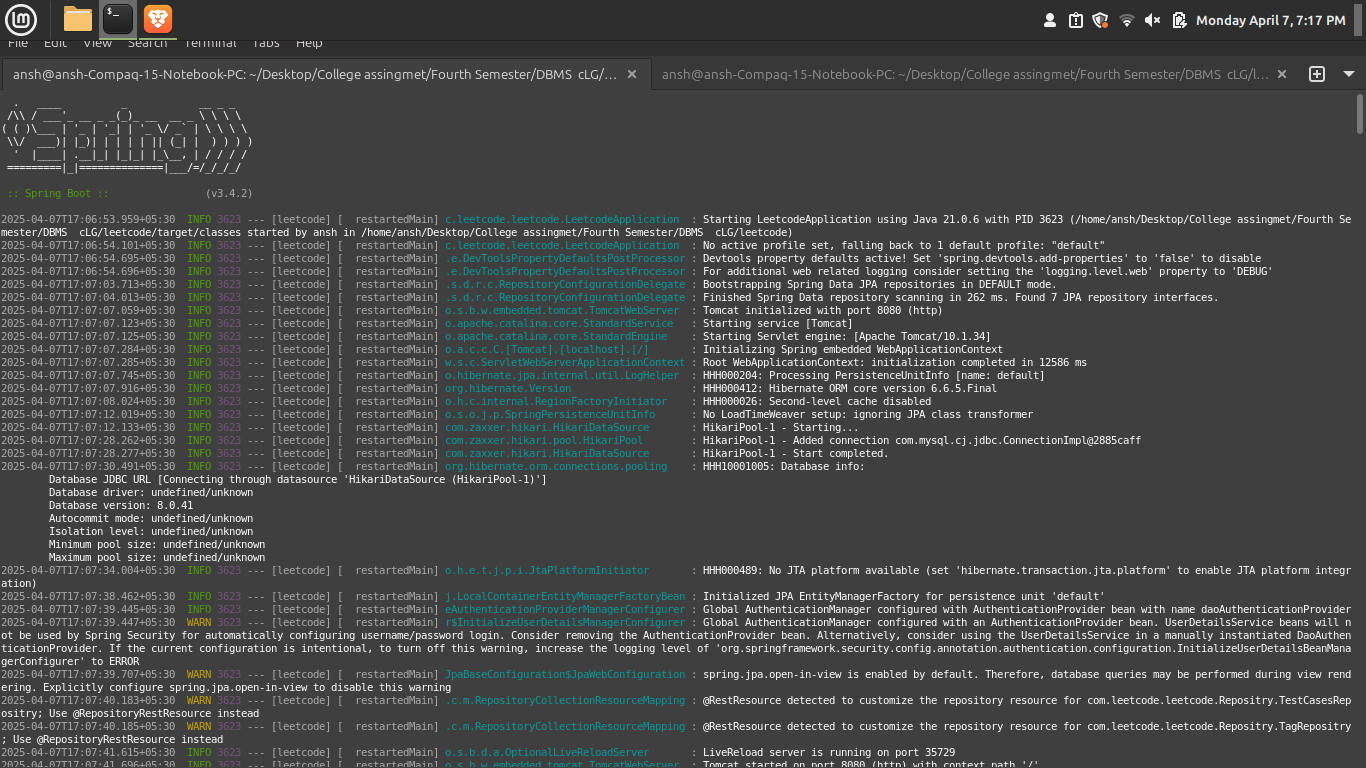 Monday April 7, 7:17 PM
File Edit View Search Terminal Tabs Help
ansh@ansh-Compaq-15-Notebook-PC: ~/Desktop/College assingmet/Fourth Semester/DBMS cLG/... × ansh@ansh-Compaq-15-Notebook-PC: ~/Desktop/College assingmet/Fourth Semester/DBMS cLG/l... ×
  .   ____          _            __ _ _
 /\\ / ___'_ __ _ _(_)_ __  __ _ \ \ \ \
( ( )\___ | '_ | '_| | '_ \/ _` | \ \ \ \
 \\/  ___)| |_)| | | | | || (_| |  ) ) ) )
  '  |____| .__|_| |_|_| |_\__, | / / / /
 =========|_|==============|___/=/_/_/_/
 :: Spring Boot ::                (v3.4.2)
2025-04-07T17:06:53.959+05:30  INFO 3623 --- [leetcode] [  restartedMain] c.leetcode.leetcode.LeetcodeApplication  : Starting LeetcodeApplication using Java 21.0.6 with PID 3623 (/home/ansh/Desktop/College assingmet/Fourth Se
mester/DBMS  cLG/leetcode/target/classes started by ansh in /home/ansh/Desktop/College assingmet/Fourth Semester/DBMS  cLG/leetcode)
2025-04-07T17:06:54.101+05:30  INFO 3623 --- [leetcode] [  restartedMain] c.leetcode.leetcode.LeetcodeApplication  : No active profile set, falling back to 1 default profile: "default"
2025-04-07T17:06:54.695+05:30  INFO 3623 --- [leetcode] [  restartedMain] .e.DevToolsPropertyDefaultsPostProcessor : Devtools property defaults active! Set 'spring.devtools.add-properties' to 'false' to disable
2025-04-07T17:06:54.696+05:30  INFO 3623 --- [leetcode] [  restartedMain] .e.DevToolsPropertyDefaultsPostProcessor : For additional web related logging consider setting the 'logging.level.web' property to 'DEBUG'
2025-04-07T17:07:03.713+05:30  INFO 3623 --- [leetcode] [  restartedMain] .s.d.r.c.RepositoryConfigurationDelegate : Bootstrapping Spring Data JPA repositories in DEFAULT mode.
2025-04-07T17:07:04.013+05:30  INFO 3623 --- [leetcode] [  restartedMain] .s.d.r.c.RepositoryConfigurationDelegate : Finished Spring Data repository scanning in 262 ms. Found 7 JPA repository interfaces.
2025-04-07T17:07:07.059+05:30  INFO 3623 --- [leetcode] [  restartedMain] o.s.b.w.embedded.tomcat.TomcatWebServer  : Tomcat initialized with port 8080 (http)
2025-04-07T17:07:07.123+05:30  INFO 3623 --- [leetcode] [  restartedMain] o.apache.catalina.core.StandardService   : Starting service [Tomcat]
2025-04-07T17:07:07.125+05:30  INFO 3623 --- [leetcode] [  restartedMain] o.apache.catalina.core.StandardEngine    : Starting Servlet engine: [Apache Tomcat/10.1.34]
2025-04-07T17:07:07.284+05:30  INFO 3623 --- [leetcode] [  restartedMain] o.a.c.c.C.[Tomcat].[localhost].[/]       : Initializing Spring embedded WebApplicationContext
2025-04-07T17:07:07.285+05:30  INFO 3623 --- [leetcode] [  restartedMain] w.s.c.ServletWebServerApplicationContext : Root WebApplicationContext: initialization completed in 12586 ms
2025-04-07T17:07:07.745+05:30  INFO 3623 --- [leetcode] [  restartedMain] o.hibernate.jpa.internal.util.LogHelper  : HHH000204: Processing PersistenceUnitInfo [name: default]
2025-04-07T17:07:07.916+05:30  INFO 3623 --- [leetcode] [  restartedMain] org.hibernate.Version                    : HHH000412: Hibernate ORM core version 6.6.5.Final
2025-04-07T17:07:08.024+05:30  INFO 3623 --- [leetcode] [  restartedMain] o.h.c.internal.RegionFactoryInitiator    : HHH000026: Second-level cache disabled
2025-04-07T17:07:12.019+05:30  INFO 3623 --- [leetcode] [  restartedMain] o.s.o.j.p.SpringPersistenceUnitInfo      : No LoadTimeWeaver setup: ignoring JPA class transformer
2025-04-07T17:07:12.133+05:30  INFO 3623 --- [leetcode] [  restartedMain] com.zaxxer.hikari.HikariDataSource       : HikariPool-1 - Starting...
2025-04-07T17:07:28.262+05:30  INFO 3623 --- [leetcode] [  restartedMain] com.zaxxer.hikari.pool.HikariPool        : HikariPool-1 - Added connection com.mysql.cj.jdbc.ConnectionImpl@2885caff
2025-04-07T17:07:28.277+05:30  INFO 3623 --- [leetcode] [  restartedMain] com.zaxxer.hikari.HikariDataSource       : HikariPool-1 - Start completed.
2025-04-07T17:07:30.491+05:30  INFO 3623 --- [leetcode] [  restartedMain] org.hibernate.orm.connections.pooling    : HHH10001005: Database info:
        Database JDBC URL [Connecting through datasource 'HikariDataSource (HikariPool-1)']
        Database driver: undefined/unknown
        Database version: 8.0.41
        Autocommit mode: undefined/unknown
        Isolation level: undefined/unknown
        Minimum pool size: undefined/unknown
        Maximum pool size: undefined/unknown
2025-04-07T17:07:34.004+05:30  INFO 3623 --- [leetcode] [  restartedMain] o.h.e.t.j.p.i.JtaPlatformInitiator       : HHH000489: No JTA platform available (set 'hibernate.transaction.jta.platform' to enable JTA platform integr
ation)
2025-04-07T17:07:38.462+05:30  INFO 3623 --- [leetcode] [  restartedMain] j.LocalContainerEntityManagerFactoryBean : Initialized JPA EntityManagerFactory for persistence unit 'default'
2025-04-07T17:07:39.445+05:30  INFO 3623 --- [leetcode] [  restartedMain] eAuthenticationProviderManagerConfigurer : Global AuthenticationManager configured with AuthenticationProvider bean with name daoAuthenticationProvider
2025-04-07T17:07:39.447+05:30  WARN 3623 --- [leetcode] [  restartedMain] r$InitializeUserDetailsManagerConfigurer : Global AuthenticationManager configured with an AuthenticationProvider bean. UserDetailsService beans will n
ot be used by Spring Security for automatically configuring username/password login. Consider removing the AuthenticationProvider bean. Alternatively, consider using the UserDetailsService in a manually instantiated DaoAuthen
ticationProvider. If the current configuration is intentional, to turn off this warning, increase the logging level of 'org.springframework.security.config.annotation.authentication.configuration.InitializeUserDetailsBeanMana
gerConfigurer' to ERROR
2025-04-07T17:07:39.707+05:30  WARN 3623 --- [leetcode] [  restartedMain] JpaBaseConfiguration$JpaWebConfiguration : spring.jpa.open-in-view is enabled by default. Therefore, database queries may be performed during view rend
ering. Explicitly configure spring.jpa.open-in-view to disable this warning
2025-04-07T17:07:40.183+05:30  WARN 3623 --- [leetcode] [  restartedMain] .c.m.RepositoryCollectionResourceMapping : @RestResource detected to customize the repository resource for com.leetcode.leetcode.Repositry.TestCasesRep
ositry; Use @RepositoryRestResource instead
2025-04-07T17:07:40.185+05:30  WARN 3623 --- [leetcode] [  restartedMain] .c.m.RepositoryCollectionResourceMapping : @RestResource detected to customize the repository resource for com.leetcode.leetcode.Repositry.TagRepositry
; Use @RepositoryRestResource instead
2025-04-07T17:07:41.615+05:30  INFO 3623 --- [leetcode] [  restartedMain] o.s.b.d.a.OptionalLiveReloadServer       : LiveReload server is running on port 35729
2025-04-07T17:07:41.696+05:30  INFO 3623 --- [leetcode] [  restartedMain] o.s.b.w.embedded.tomcat.TomcatWebServer  : Tomcat started on port 8080 (http) with context path '/'